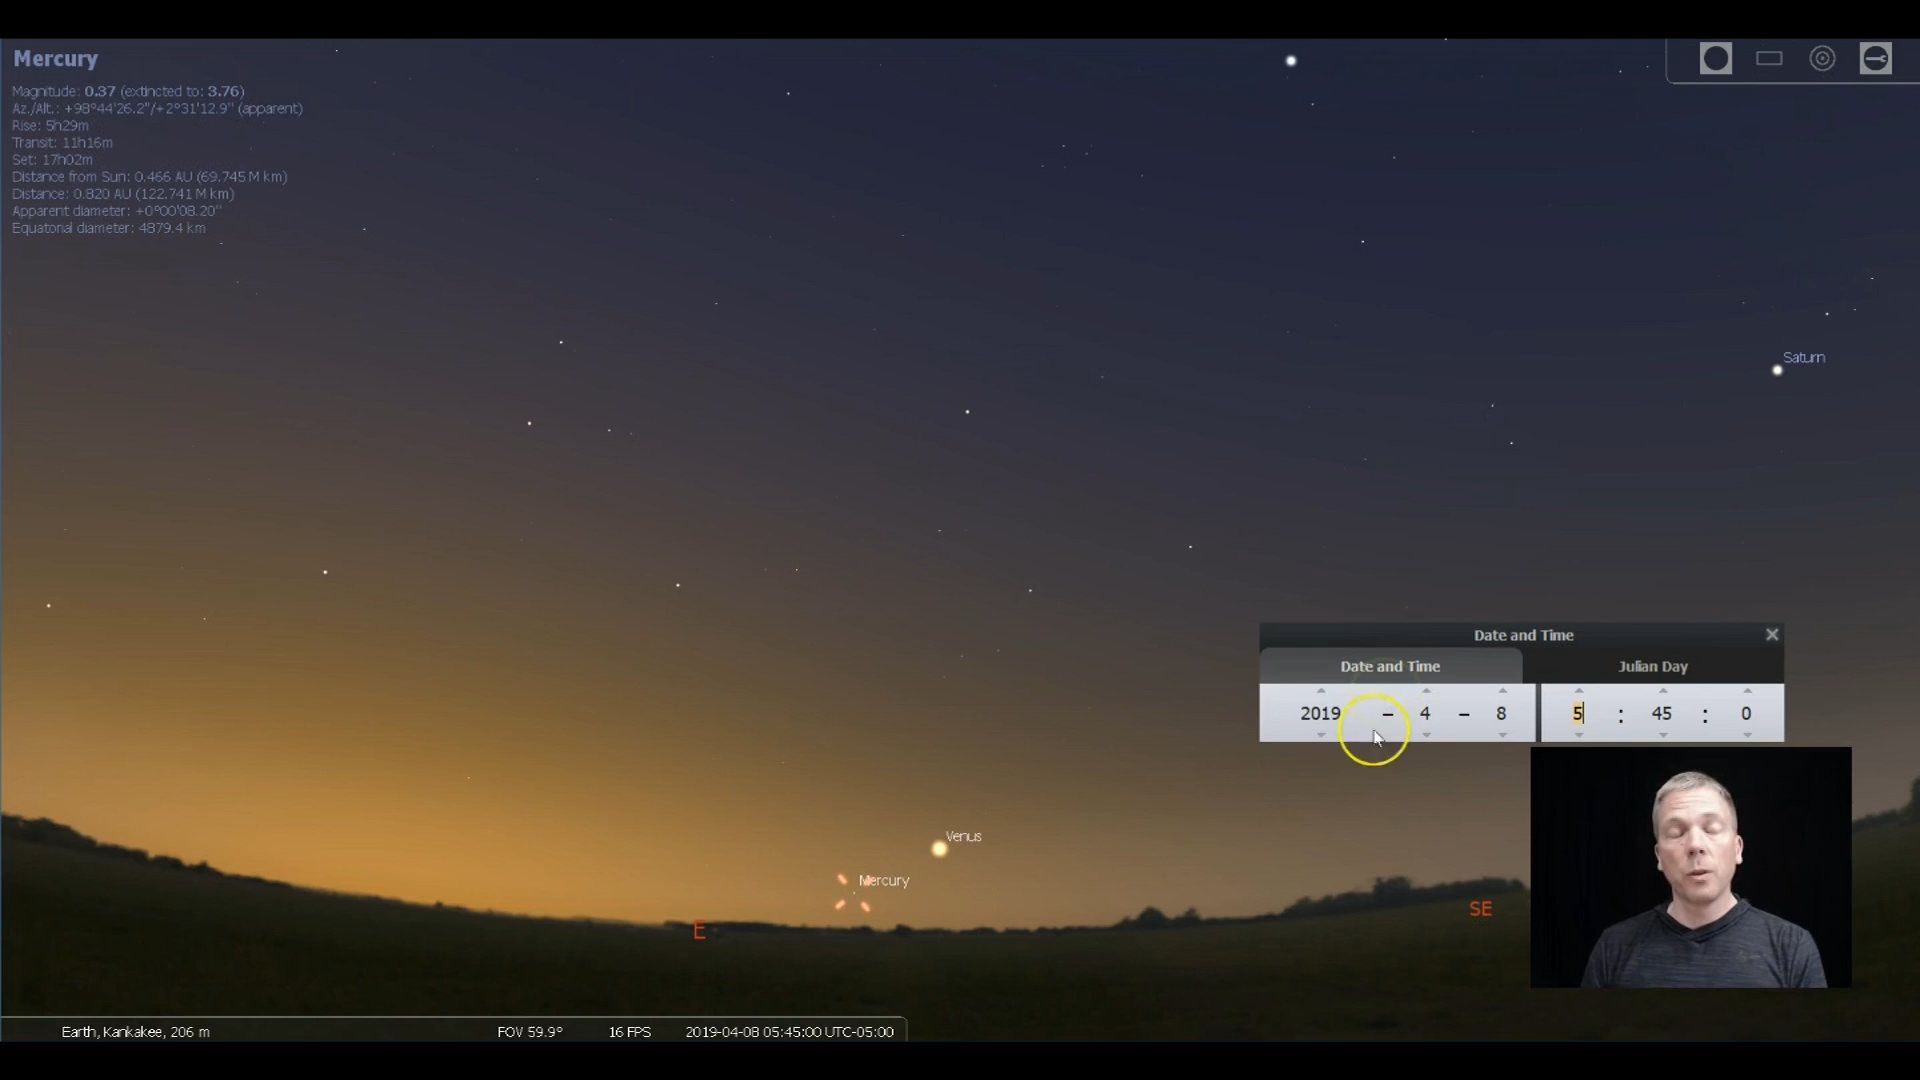 Mercury
Magnitude: 0.37 (extincted to: 3.76)
Az./Alt.: +98°44'26.2"/+2°31'12.9" (apparent)
Rise: 5h29m
Transit: 11h16m
Set: 17h02m
Distance from Sun: 0.466 AU (69.745 M km)
Distance: 0.820 AU (122.741 M km)
Apparent diameter: +0°00'08.20"
Equatorial diameter: 4879.4 km
Saturn
Date and Time
Date and Time Julian Day
2019 - 4 - 8 5 : 45 : 0
Venus
Mercury
E
SE
Earth, Kankakee, 206 m FOV 59.9° 16 FPS 2019-04-08 05:45:00 UTC-05:00